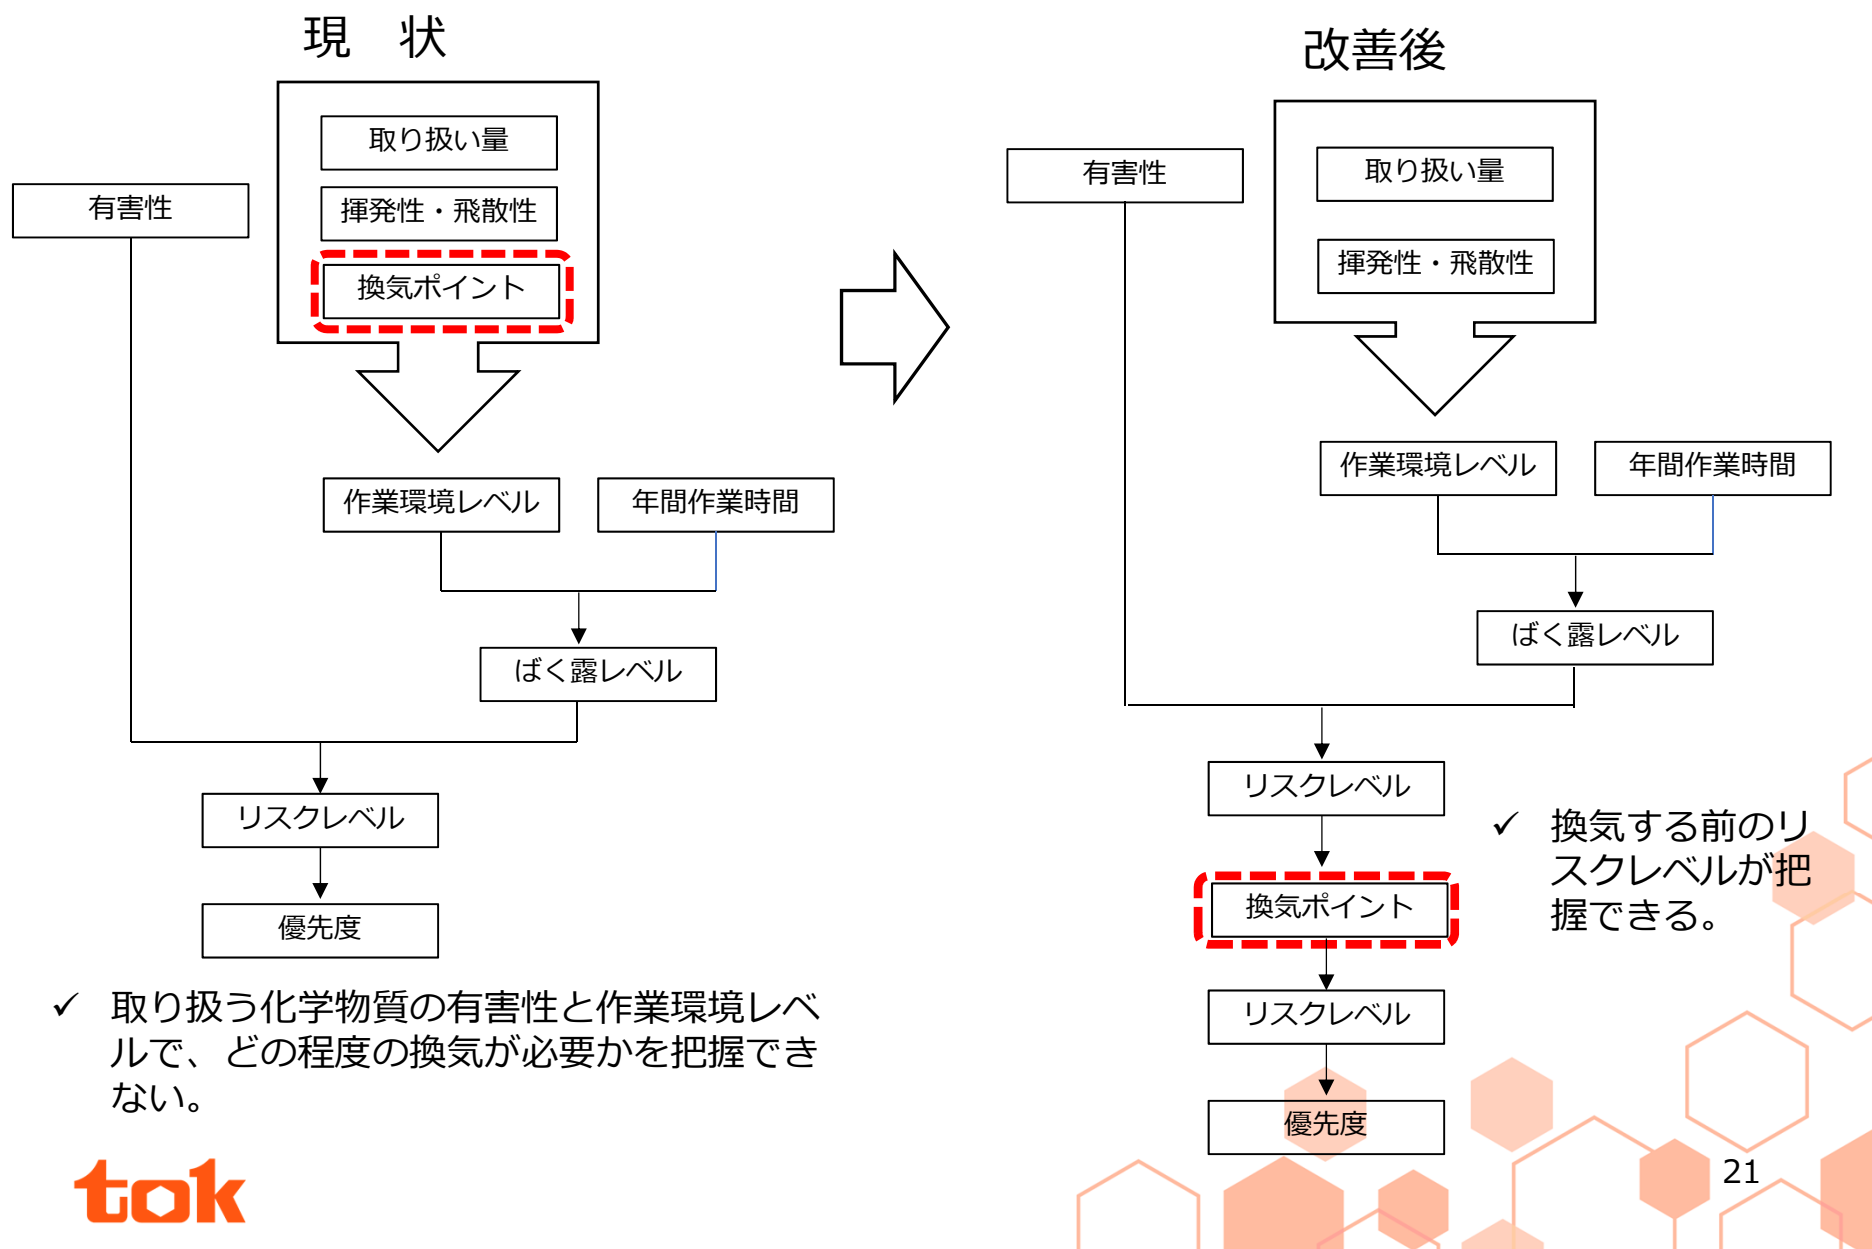 現　状
取り扱い量
揮発性・飛散性
換気ポイント
有害性
作業環境レベル
年間作業時間
ばく露レベル
リスクレベル
優先度
✓ 取り扱う化学物質の有害性と作業環境レベ
ルで、どの程度の換気が必要かを把握でき
ない。
改善後
取り扱い量
揮発性・飛散性
有害性
作業環境レベル
年間作業時間
ばく露レベル
リスクレベル
換気ポイント
リスクレベル
優先度
✓ 換気する前のリ
スクレベルが把
握できる。
tok
21